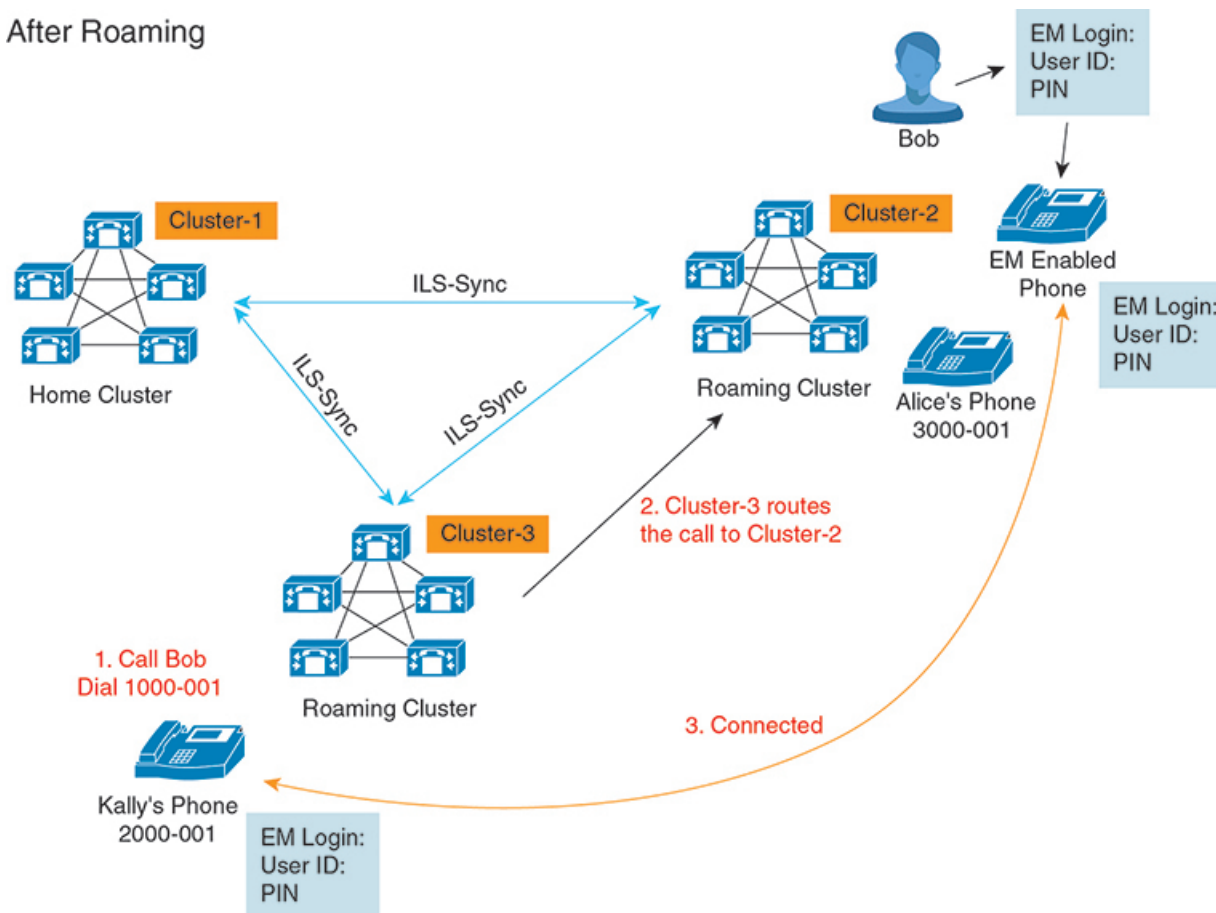 After Roaming
EM Login:
User ID:
PIN
Bob
Cluster-1
Cluster-2
ILS-Sync
EM Enabled
Phone
EM Login:
User ID:
PIN
Home Cluster
ILS-Sync
ILS-Sync
Roaming Cluster
Alice's Phone
3000-001
Cluster-3
2. Cluster-3 routes
the call to Cluster-2
1. Call Bob
Dial 1000-001
Roaming Cluster
3. Connected
Kally's Phone
2000-001
EM Login:
User ID:
PIN